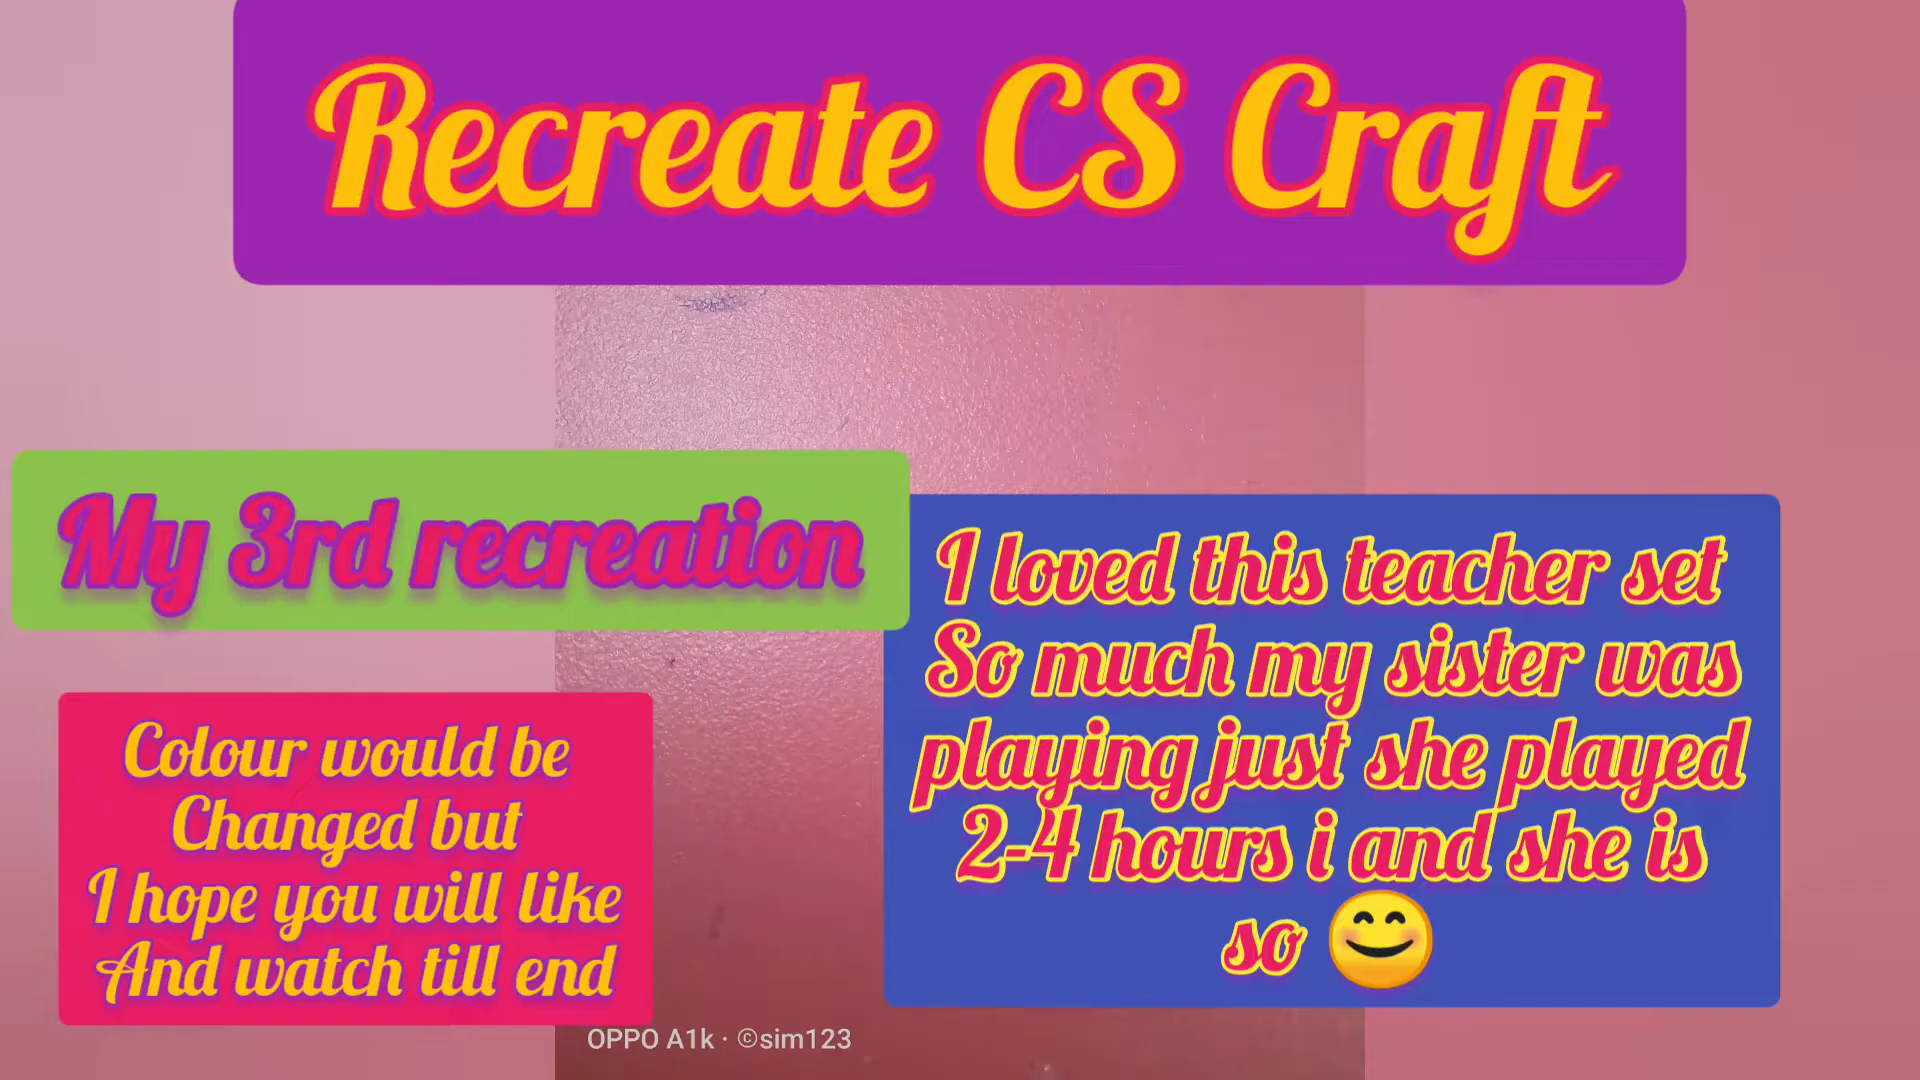 Recreate CS Craft
My 3rd recreation
I loved this teacher set
So much my sister was
playing just she played
2-4 hours i and she is
so 😊
Colour would be
Changed but
I hope you will like
And watch till end
OPPO A1k · ©sim123